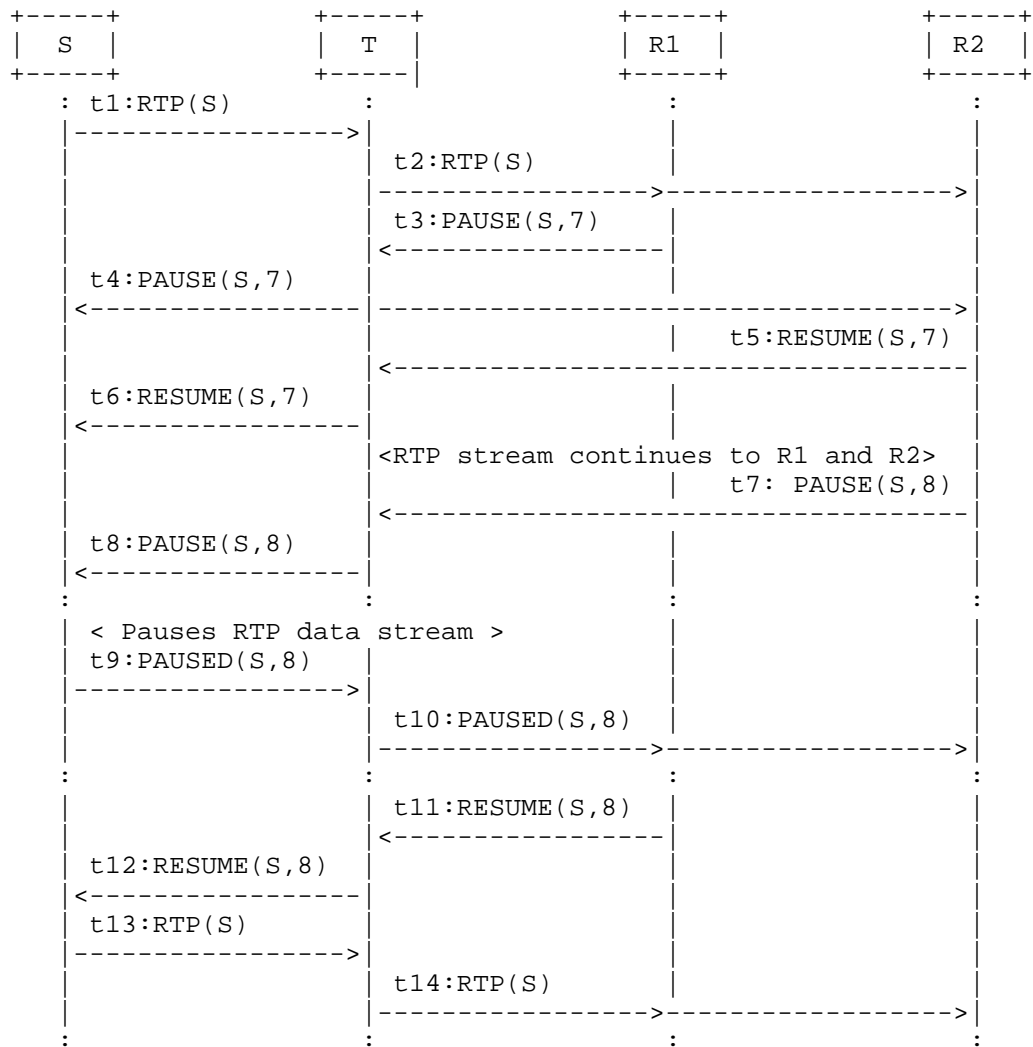 S T R1 R2
t1:RTP(S)
t2:RTP(S)
t3:PAUSE(S,7)
t4:PAUSE(S,7)
t5:RESUME(S,7)
t6:RESUME(S,7)
<RTP stream continues to R1 and R2>
t7: PAUSE(S,8)
t8:PAUSE(S,8)
< Pauses RTP data stream >
t9:PAUSED(S,8)
t10:PAUSED(S,8)
t11:RESUME(S,8)
t12:RESUME(S,8)
t13:RTP(S)
t14:RTP(S)